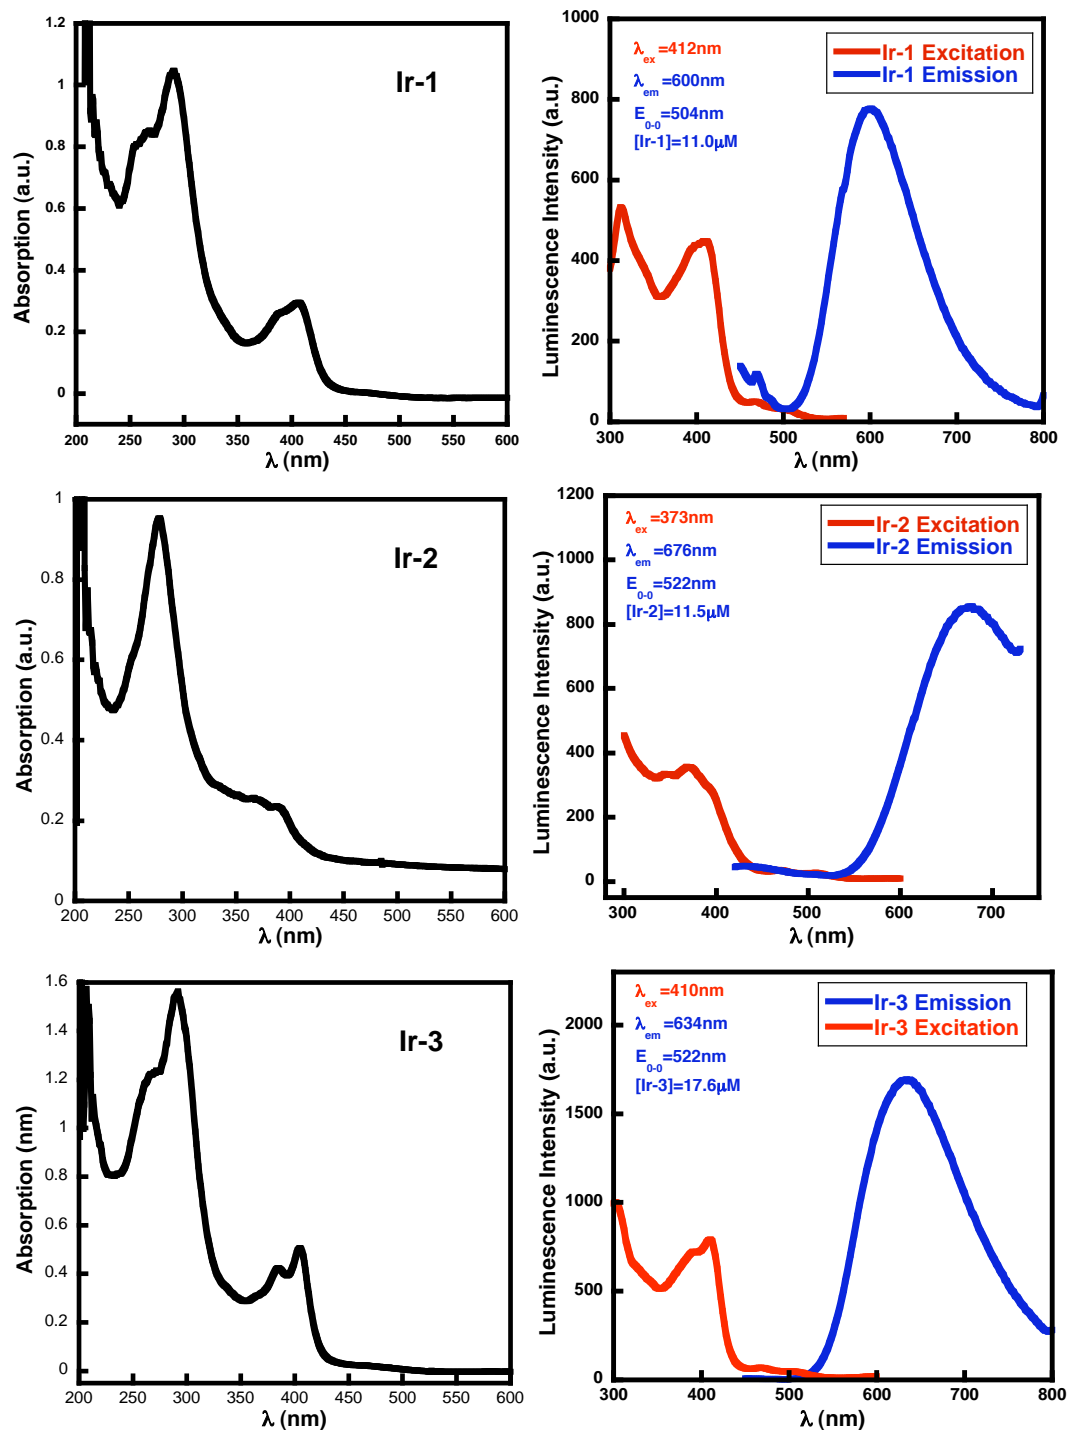 Ir-1
Absorption (a.u.)
1.2
1
0.8
0.6
0.4
0.2
0
200 250 300 350 400 450 500 550 600
λ (nm)
λex=412nm
λem=600nm
E0-0=504nm
[Ir-1]=11.0μM
Ir-1 Excitation
Ir-1 Emission
Luminescence Intensity (a.u.)
1000
800
600
400
200
0
300 400 500 600 700 800
λ (nm)
Ir-2
Absorption (a.u.)
1
0.8
0.6
0.4
0.2
0
200 250 300 350 400 450 500 550 600
λ (nm)
λex=373nm
λem=676nm
E0-0=522nm
[Ir-2]=11.5μM
Ir-2 Excitation
Ir-2 Emission
Luminescence Intensity (a.u.)
1200
1000
800
600
400
200
0
300 400 500 600 700
λ (nm)
Ir-3
Absorption (nm)
1.6
1.4
1.2
1
0.8
0.6
0.4
0.2
0
200 250 300 350 400 450 500 550 600
λ (nm)
λex=410nm
λem=634nm
E0-0=522nm
[Ir-3]=17.6μM
Ir-3 Emission
Ir-3 Excitation
Luminescence Intensity (a.u.)
2000
1500
1000
500
0
300 400 500 600 700 800
λ (nm)